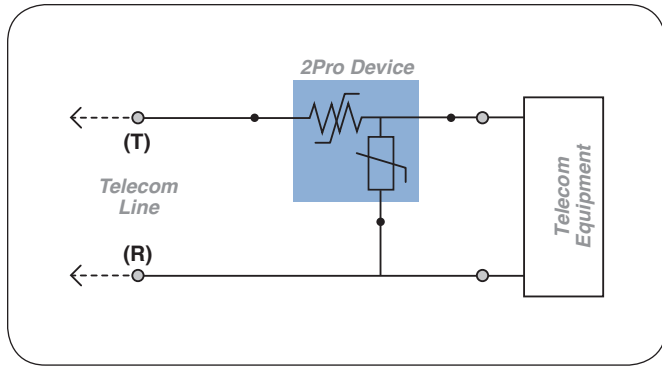 2Pro Device
(T)
Telecom
Line
(R)
Telecom
Equipment